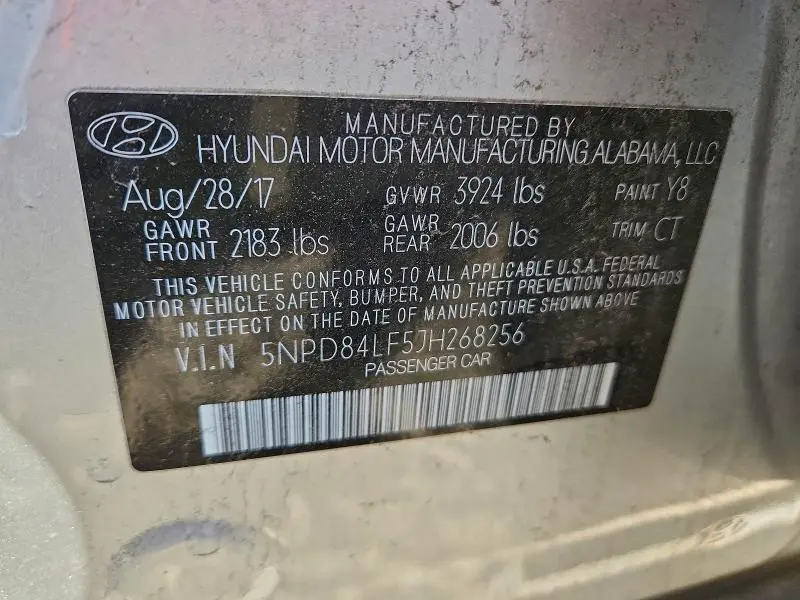 MANUFACTURED BY
HYUNDAI MOTOR MANUFACTURING ALABAMA, LLC
Aug/28/17 GVWR 3924 lbs PAINT Y8
GAWR FRONT 2183 lbs GAWR REAR 2006 lbs TRIM CT
THIS VEHICLE CONFORMS TO ALL APPLICABLE U.S.A. FEDERAL
MOTOR VEHICLE SAFETY, BUMPER, AND THEFT PREVENTION STANDARDS
IN EFFECT ON THE DATE OF MANUFACTURE SHOWN ABOVE
V.I.N 5NPD84LF5JH268256
PASSENGER CAR